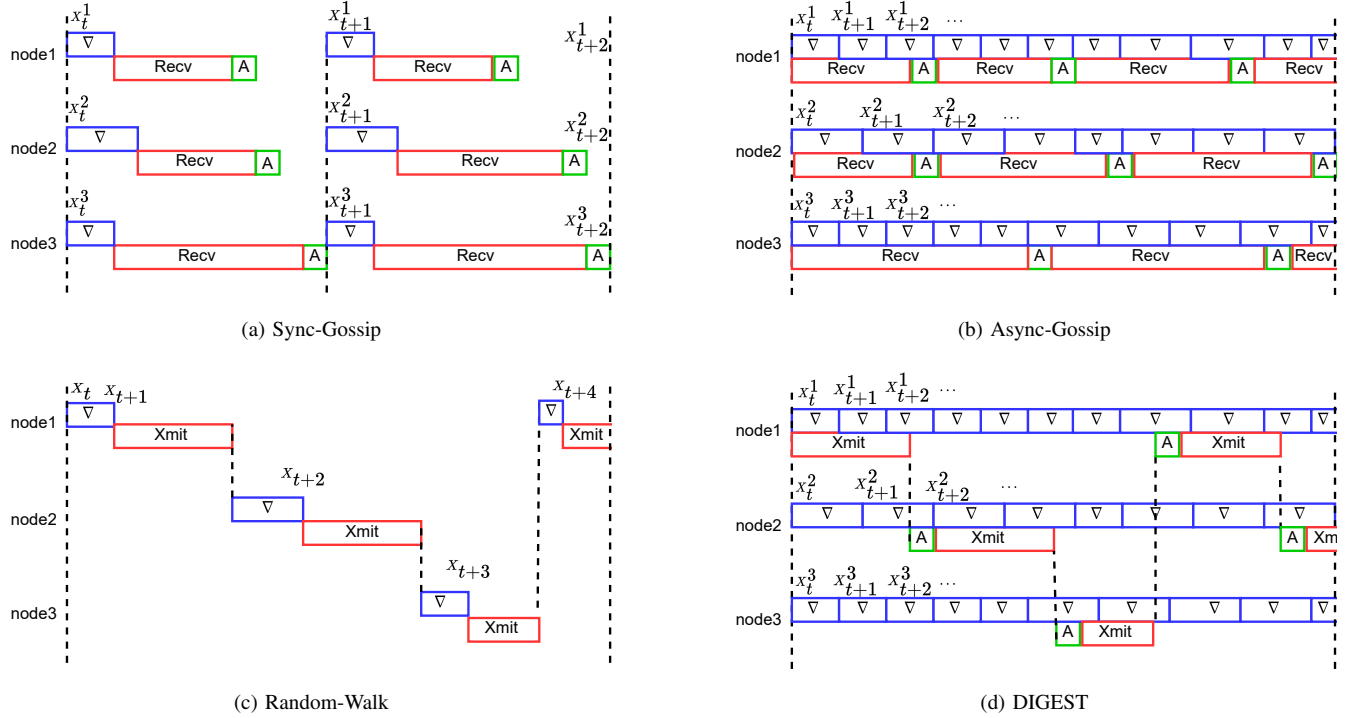 x_t^1 x_{t+1}^1 x_{t+2}^1
node1 ∇ ∇
Recv A Recv A
x_t^2 x_{t+1}^2 x_{t+2}^2
node2 ∇ ∇
Recv A Recv A
x_t^3 x_{t+1}^3 x_{t+2}^3
node3 ∇ ∇
Recv A Recv A
(a) Sync-Gossip
x_t^1 x_{t+1}^1 x_{t+2}^1 ...
node1 ∇ ∇ ∇ ∇ ∇ ∇ ∇ ∇ ∇ ∇
Recv A Recv A Recv A Recv
x_t^2 x_{t+1}^2 x_{t+2}^2 ...
node2 ∇ ∇ ∇ ∇ ∇ ∇ ∇ ∇
Recv A Recv A Recv A
x_t^3 x_{t+1}^3 x_{t+2}^3 ...
node3 ∇ ∇ ∇ ∇ ∇ ∇ ∇ ∇ ∇ ∇
Recv A Recv A Recv
(b) Async-Gossip
x_t x_{t+1} x_{t+4}
node1 ∇ ∇
Xmit Xmit
x_{t+2}
node2 ∇
Xmit
x_{t+3}
node3 ∇
Xmit
(c) Random-Walk
x_t^1 x_{t+1}^1 x_{t+2}^1 ...
node1 ∇ ∇ ∇ ∇ ∇ ∇ ∇ ∇ ∇ ∇
Xmit A Xmit
x_t^2 x_{t+1}^2 x_{t+2}^2 ...
node2 ∇ ∇ ∇ ∇ ∇ ∇ ∇ ∇
A Xmit A Xm
x_t^3 x_{t+1}^3 x_{t+2}^3 ...
node3 ∇ ∇ ∇ ∇ ∇ ∇ ∇ ∇ ∇ ∇
A Xmit
(d) DIGEST